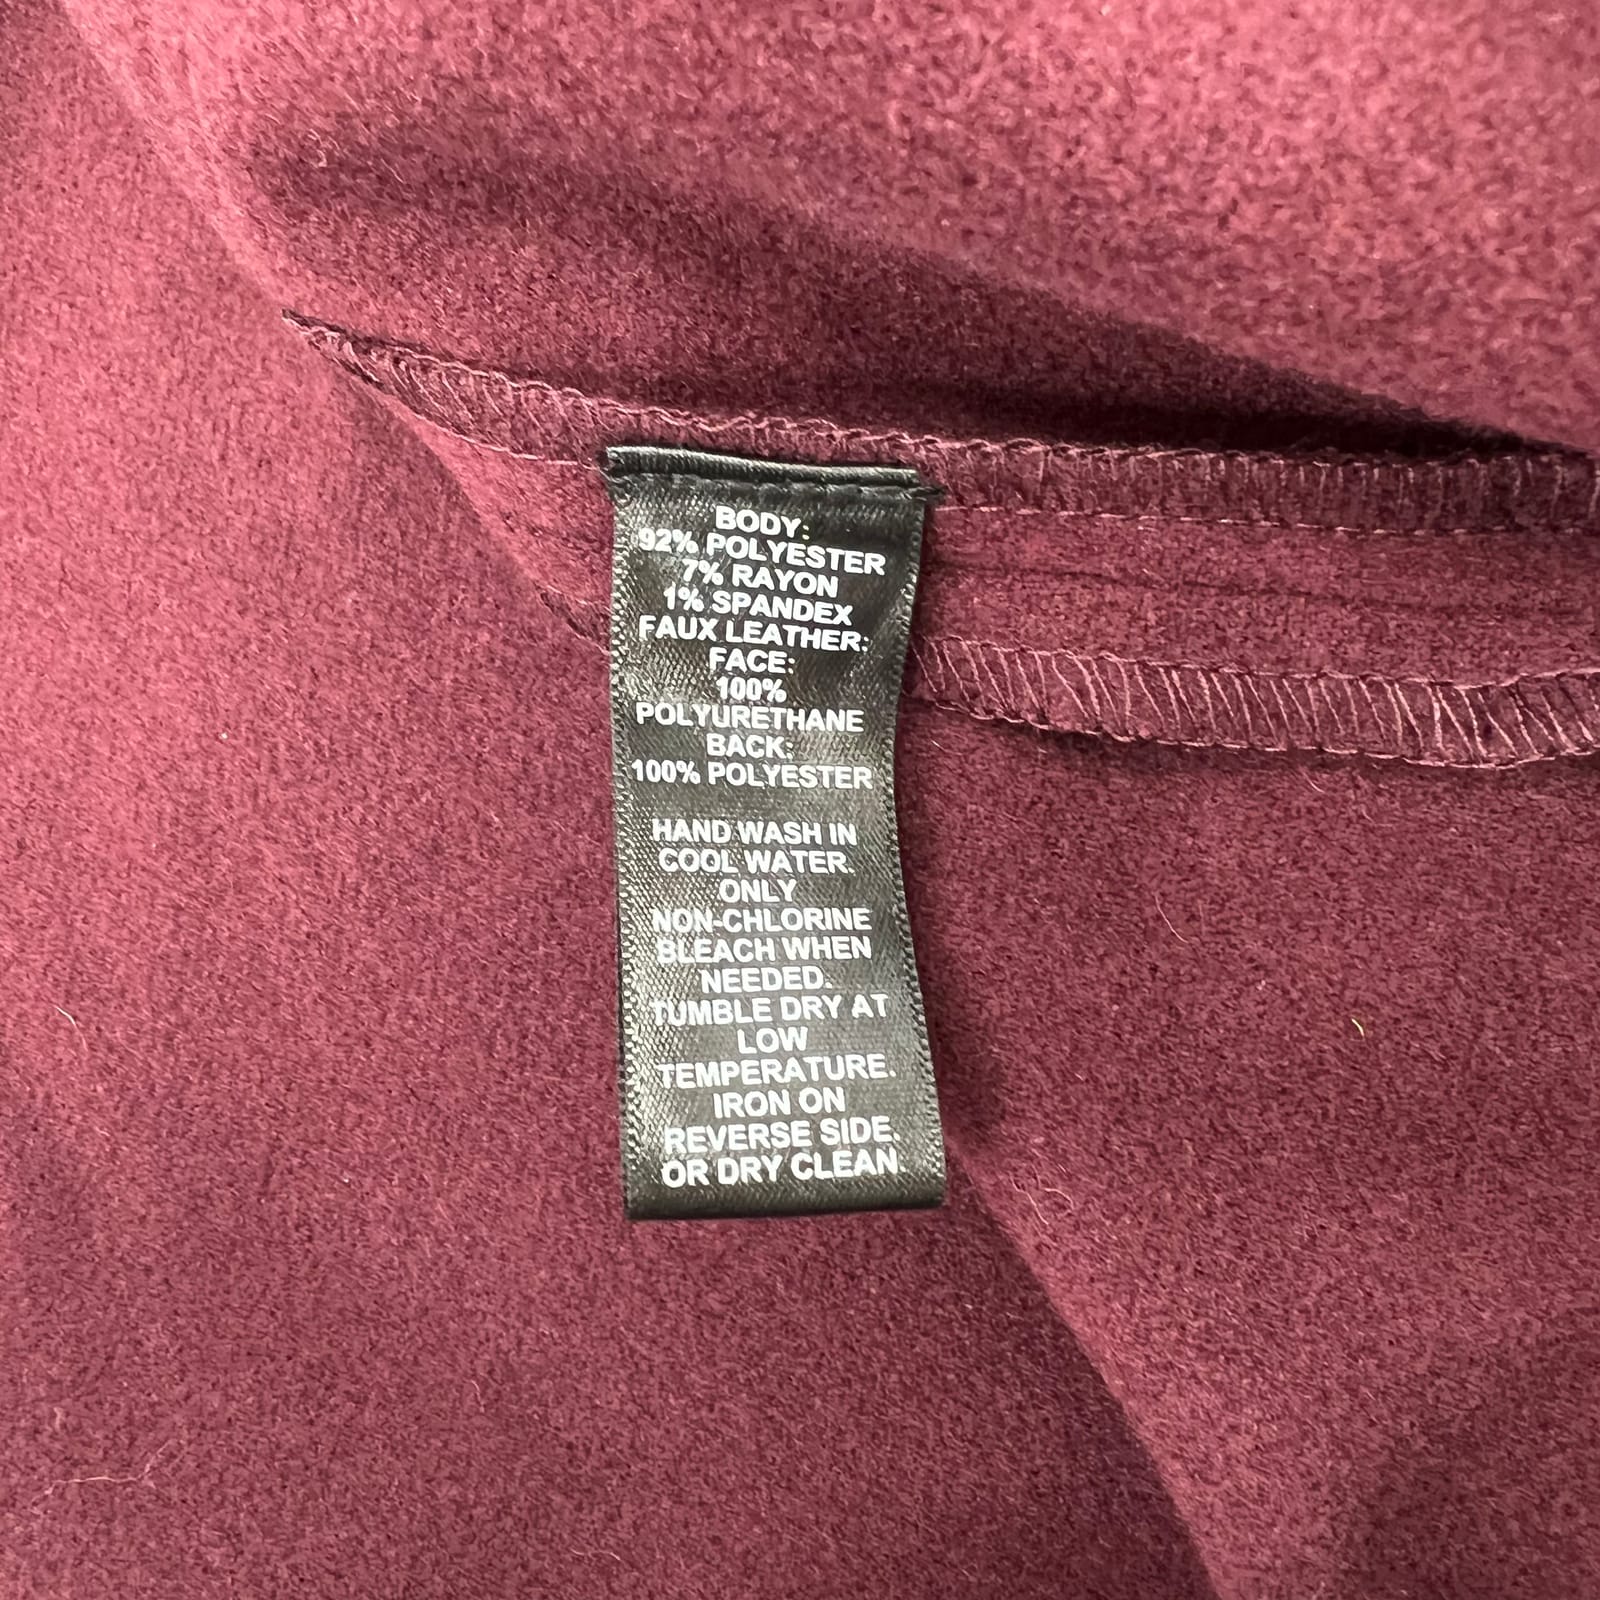 BODY:
92% POLYESTER
7% RAYON
1% SPANDEX
FAUX LEATHER:
FACE:
100%
POLYURETHANE
BACK:
100% POLYESTER
HAND WASH IN
COOL WATER.
ONLY
NON-CHLORINE
BLEACH WHEN
NEEDED.
TUMBLE DRY AT
LOW
TEMPERATURE.
IRON ON
REVERSE SIDE.
OR DRY CLEAN.